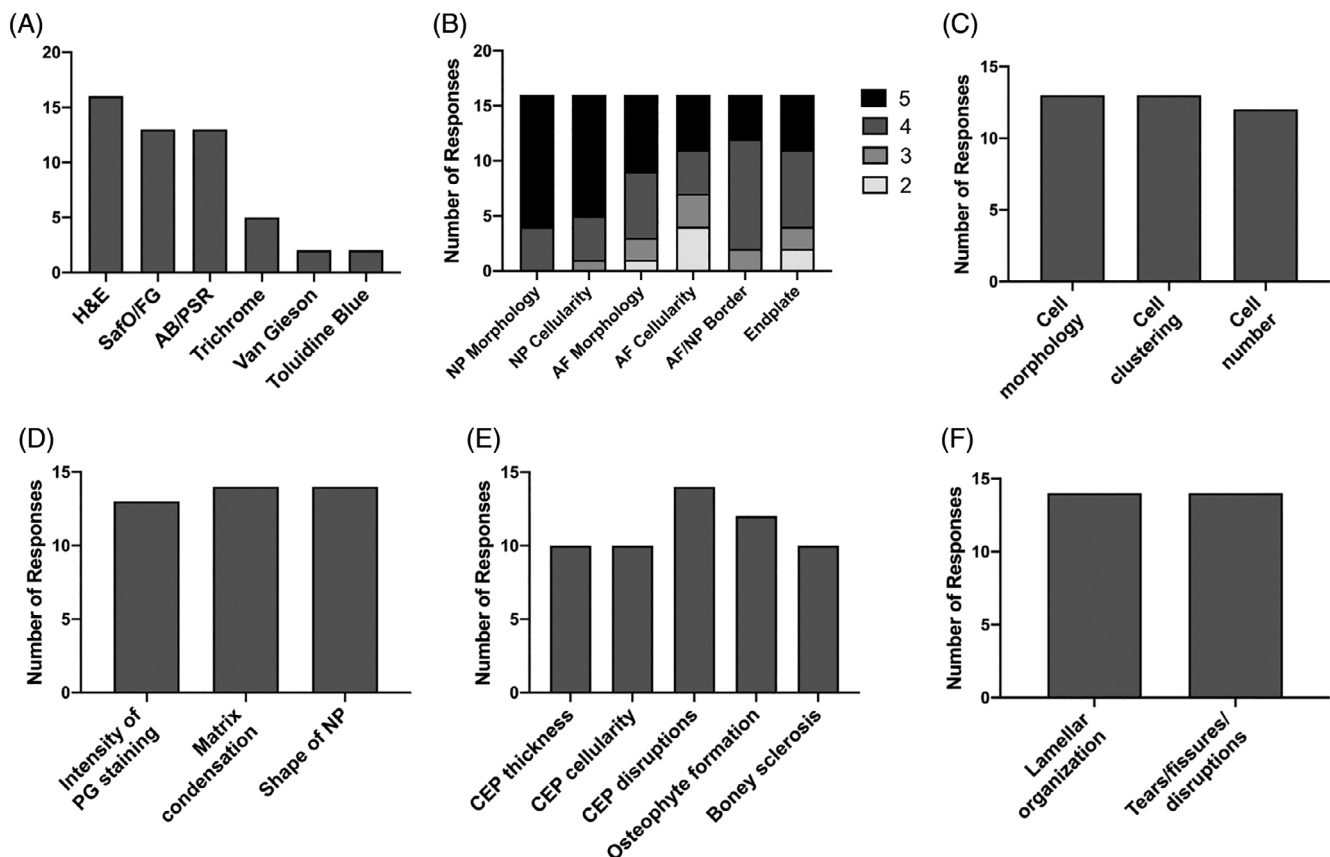 (A)
20
15
10
5
0
H&E
SafO/FG
AB/PSR
Trichrome
Van Gieson
Toluidine Blue
(B)
Number of Responses
20
15
10
5
0
NP Morphology
NP Cellularity
AF Morphology
AF Cellularity
AF/NP Border
Endplate
5
4
3
2
(C)
Number of Responses
15
10
5
0
Cell
morphology
Cell
clustering
Cell
number
(D)
Number of Responses
15
10
5
0
Intensity of
PG staining
Matrix
condensation
Shape of NP
(E)
Number of Responses
15
10
5
0
CEP thickness
CEP cellularity
CEP disruptions
Osteophyte formation
Boney sclerosis
(F)
Number of Responses
15
10
5
0
Lamellar
organization
Tears/fissures/
disruptions